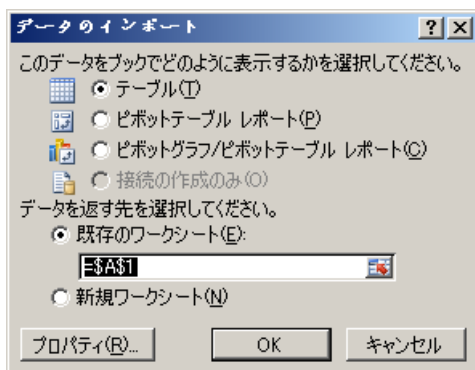 データのインポート
このデータをブックでどのように表示するかを選択してください。
テーブル(T)
ピボットテーブル レポート(P)
ピボットグラフ/ピボットテーブル レポート(C)
接続の作成のみ(O)
データを返す先を選択してください。
既存のワークシート(E):
=$A$1
新規ワークシート(N)
プロパティ(R)... OK キャンセル